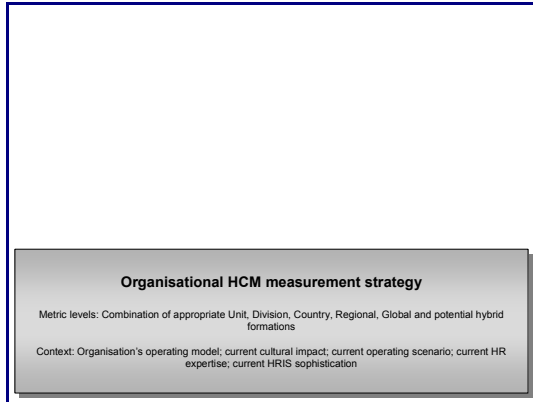 Organisational HCM measurement strategy
Metric levels: Combination of appropriate Unit, Division, Country, Regional, Global and potential hybrid
formations
Context: Organisation's operating model; current cultural impact; current operating scenario; current HR
expertise; current HRIS sophistication